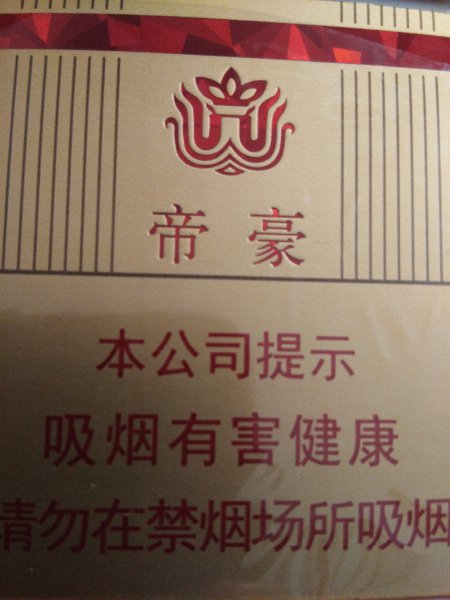 帝豪
本公司提示
吸烟有害健康
请勿在禁烟场所吸烟